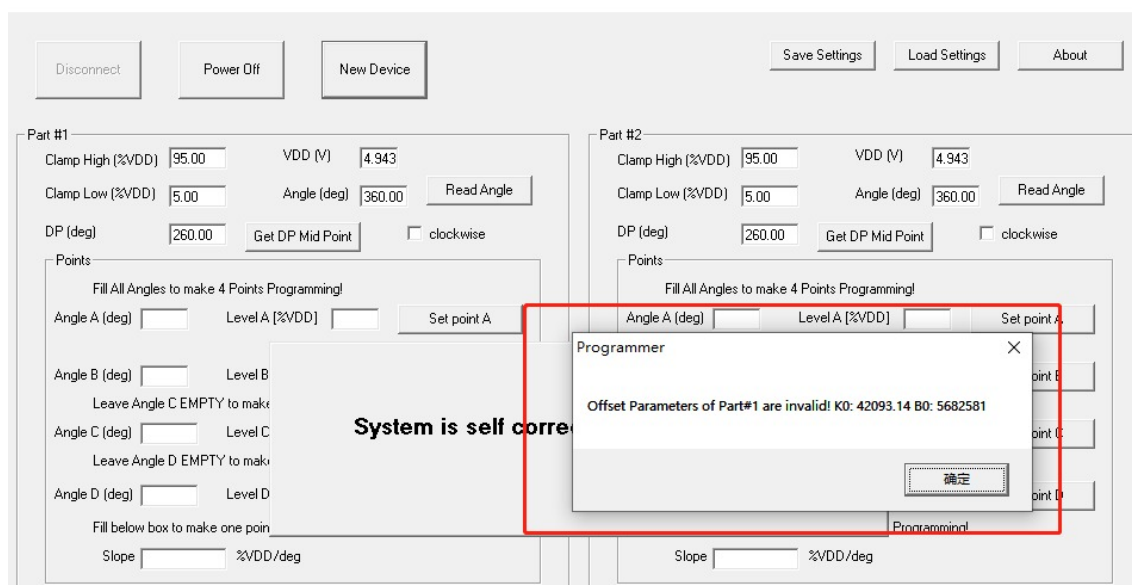 Disconnect Power Off New Device Save Settings Load Settings About
Part #1
Clamp High (%VDD) 95.00 VDD (V) 4.943
Clamp Low (%VDD) 5.00 Angle (deg) 360.00 Read Angle
DP (deg) 260.00 Get DP Mid Point clockwise
Points
Fill All Angles to make 4 Points Programming!
Angle A (deg) Level A [%VDD] Set point A
Angle B (deg) Level B
Leave Angle C EMPTY to make
Angle C (deg) Level C
Leave Angle D EMPTY to make
Angle D (deg) Level D
Fill below box to make one poin
Slope %VDD/deg
Part #2
Clamp High (%VDD) 95.00 VDD (V) 4.943
Clamp Low (%VDD) 5.00 Angle (deg) 360.00 Read Angle
DP (deg) 260.00 Get DP Mid Point clockwise
Points
Fill All Angles to make 4 Points Programming!
Angle A (deg) Level A [%VDD] Set point A
point B
point C
point D
Programming!
Slope %VDD/deg
System is self corre
Programmer
Offset Parameters of Part#1 are invalid! K0: 42093.14 B0: 5682581
确定